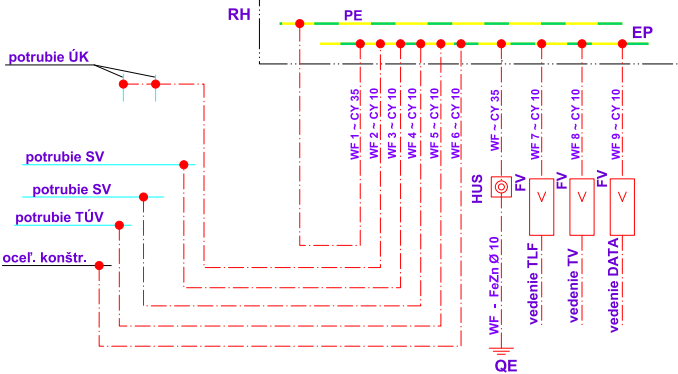 RH
PE
EP
potrubie ÚK
WF 1 ~ CY 35
WF 2 ~ CY 10
WF 3 ~ CY 10
WF 4 ~ CY 10
WF 5 ~ CY 10
WF 6 ~ CY 10
WF ~ CY 35
WF 7 ~ CY 10
WF 8 ~ CY 10
WF 9 ~ CY 10
potrubie SV
potrubie SV
potrubie TÚV
oceľ. konštr.
HUS
FV
FV
FV
WF - FeZn Ø 10
vedenie TLF
vedenie TV
vedenie DATA
QE